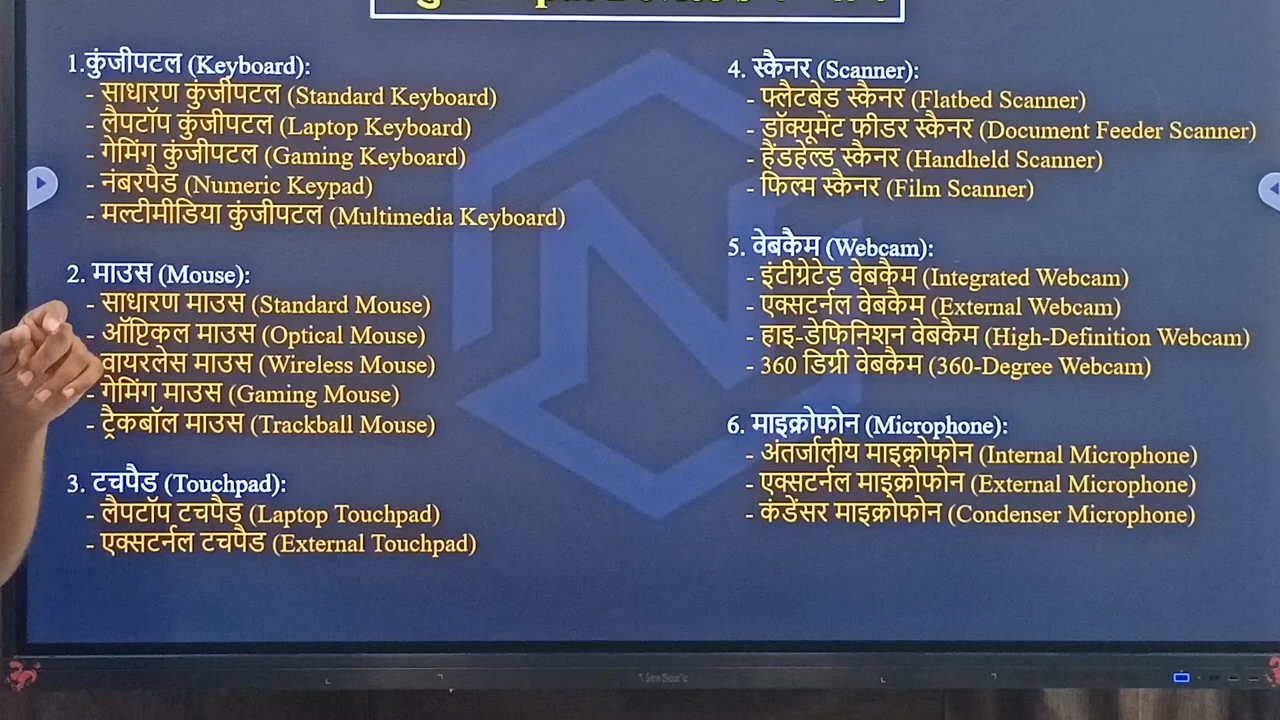 1.कुंजीपटल (Keyboard):
- साधारण कुंजीपटल (Standard Keyboard)
- लैपटॉप कुंजीपटल (Laptop Keyboard)
- गेमिंग कुंजीपटल (Gaming Keyboard)
- नंबरपैड (Numeric Keypad)
- मल्टीमीडिया कुंजीपटल (Multimedia Keyboard)
2. माउस (Mouse):
- साधारण माउस (Standard Mouse)
- ऑप्टिकल माउस (Optical Mouse)
वायरलेस माउस (Wireless Mouse)
- गेमिंग माउस (Gaming Mouse)
- ट्रैकबॉल माउस (Trackball Mouse)
3. टचपैड (Touchpad):
- लैपटॉप टचपैड (Laptop Touchpad)
- एक्सटर्नल टचपैड (External Touchpad)
4. स्कैनर (Scanner):
- फ्लैटबेड स्कैनर (Flatbed Scanner)
- डॉक्यूमेंट फीडर स्कैनर (Document Feeder Scanner)
- हैंडहेल्ड स्कैनर (Handheld Scanner)
- फिल्म स्कैनर (Film Scanner)
5. वेबकैम (Webcam):
- इंटीग्रेटेड वेबकैम (Integrated Webcam)
- एक्सटर्नल वेबकैम (External Webcam)
- हाइ-डेफिनिशन वेबकैम (High-Definition Webcam)
- 360 डिग्री वेबकैम (360-Degree Webcam)
6. माइक्रोफोन (Microphone):
- अंतर्जालीय माइक्रोफोन (Internal Microphone)
- एक्सटर्नल माइक्रोफोन (External Microphone)
- कंडेंसर माइक्रोफोन (Condenser Microphone)
ViewSonic